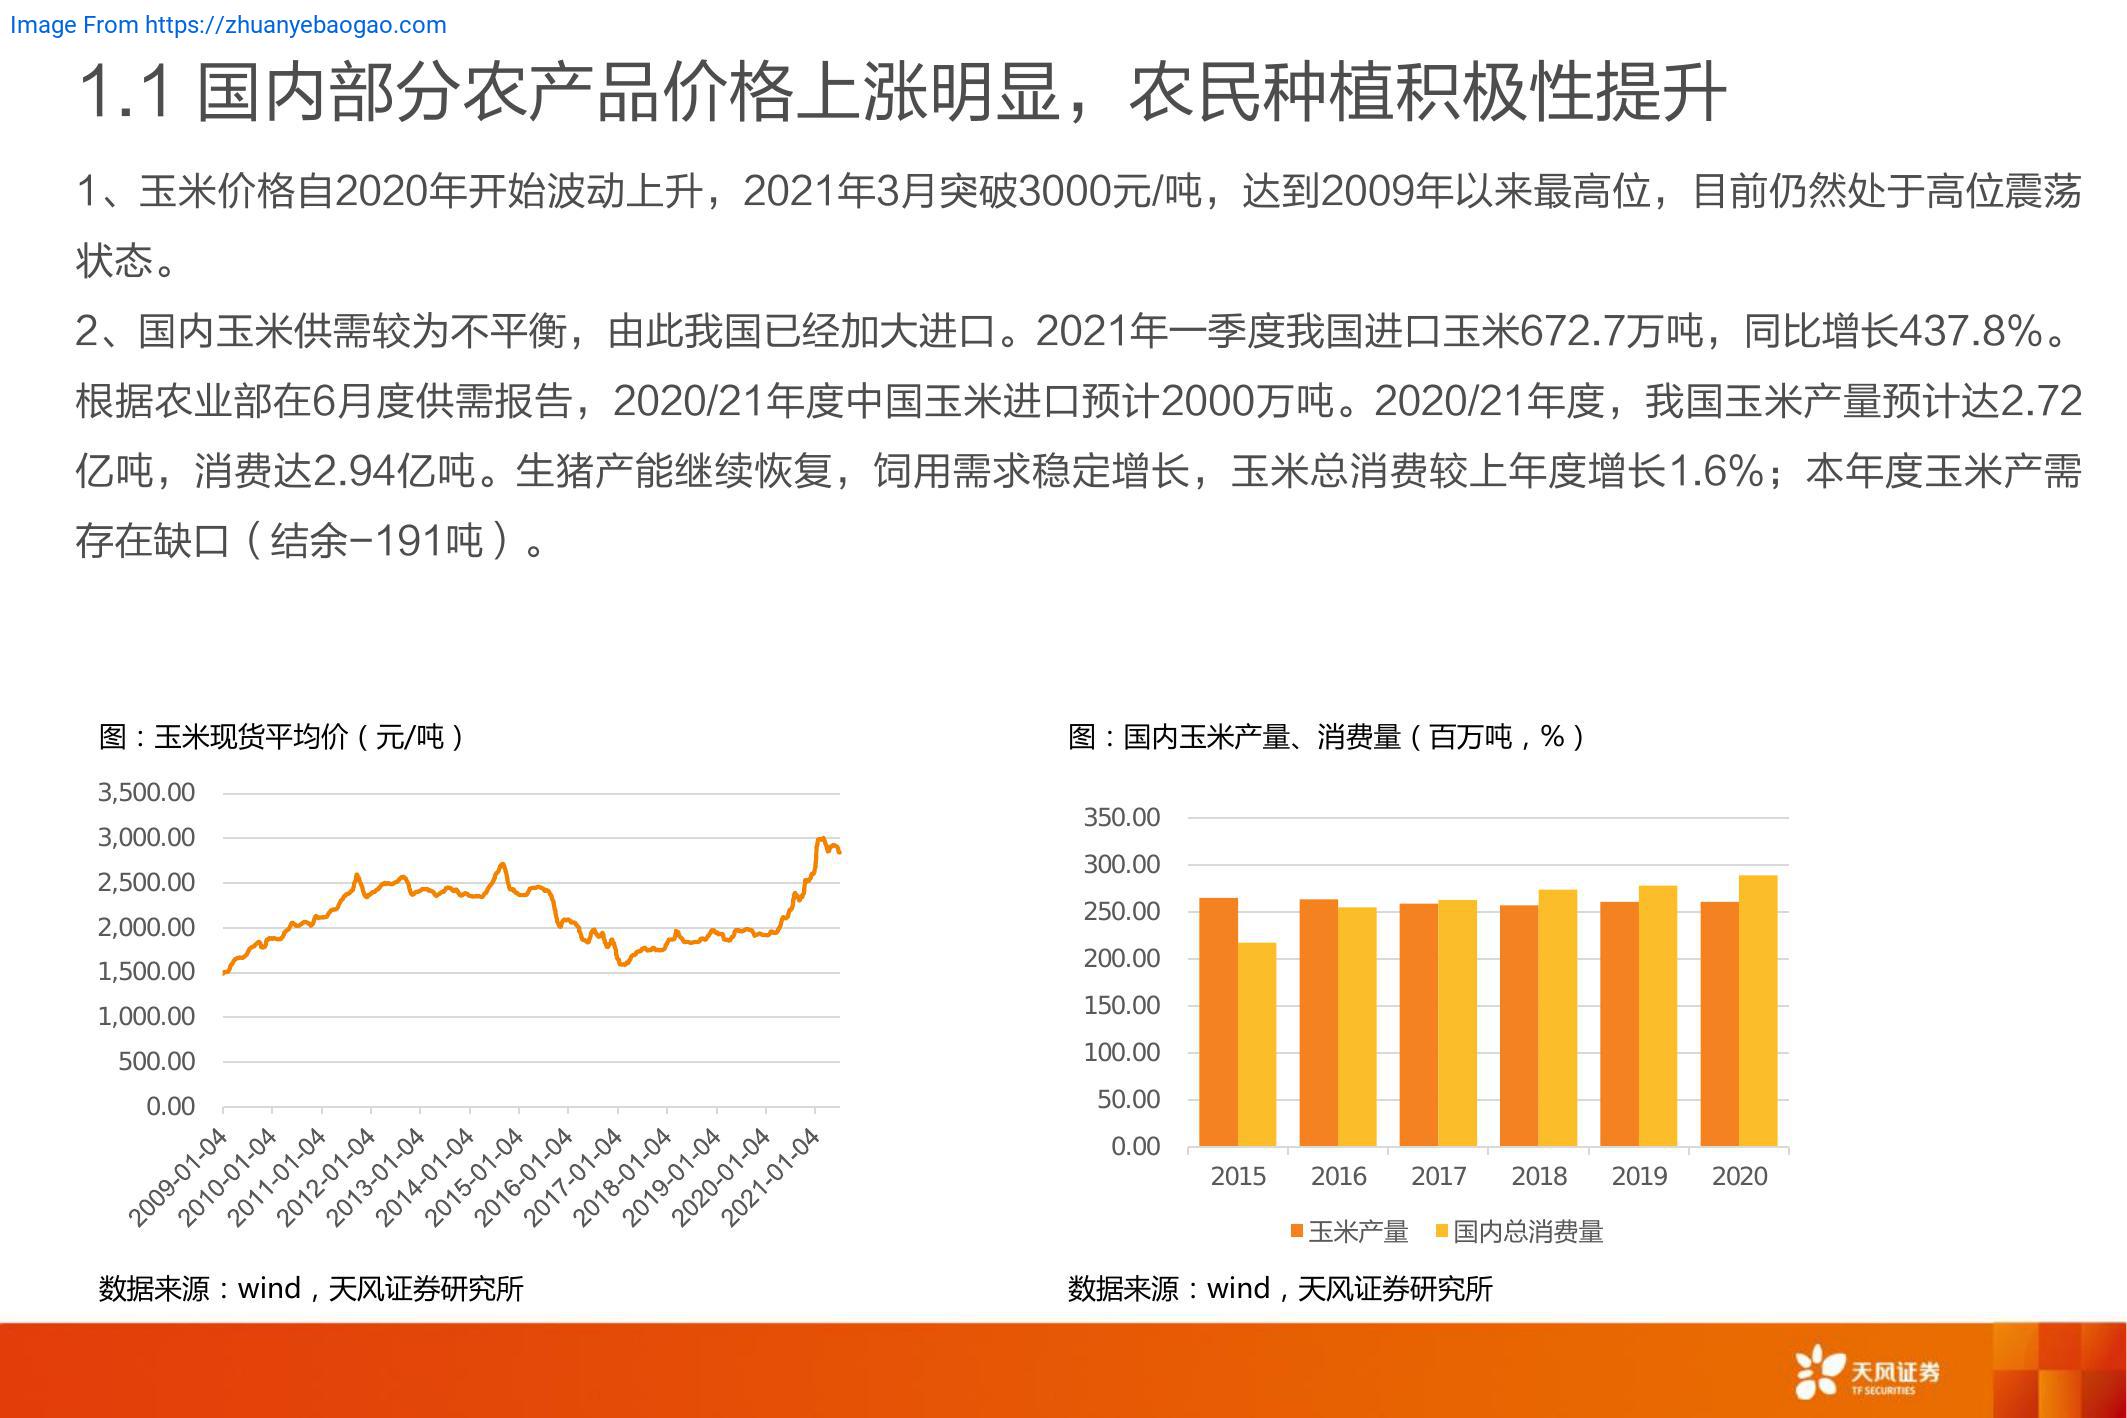 Image From https://zhuanyebaogao.com
1.1 国内部分农产品价格上涨明显，农民种植积极性提升
1、玉米价格自2020年开始波动上升，2021年3月突破3000元/吨，达到2009年以来最高位，目前仍然处于高位震荡
状态。
2、国内玉米供需较为不平衡，由此我国已经加大进口。2021年一季度我国进口玉米672.7万吨，同比增长437.8%。
根据农业部在6月度供需报告，2020/21年度中国玉米进口预计2000万吨。2020/21年度，我国玉米产量预计达2.72
亿吨，消费达2.94亿吨。生猪产能继续恢复，饲用需求稳定增长，玉米总消费较上年度增长1.6%；本年度玉米产需
存在缺口（结余-191吨）。
图：玉米现货平均价（元/吨）
3,500.00
3,000.00
2,500.00
2,000.00
1,500.00
1,000.00
500.00
0.00
2009-01-04
2010-01-04
2011-01-04
2012-01-04
2013-01-04
2014-01-04
2015-01-04
2016-01-04
2017-01-04
2018-01-04
2019-01-04
2020-01-04
2021-01-04
数据来源：wind，天风证券研究所
图：国内玉米产量、消费量（百万吨，%）
350.00
300.00
250.00
200.00
150.00
100.00
50.00
0.00
2015 2016 2017 2018 2019 2020
玉米产量 国内总消费量
数据来源：wind，天风证券研究所
天风证券
TF SECURITIES